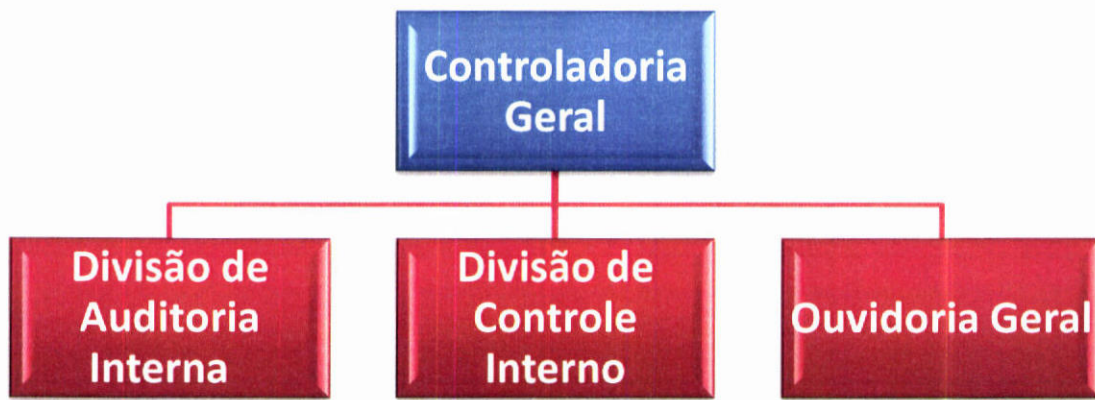 Controladoria
Geral
Divisão de
Auditoria
Interna
Divisão de
Controle
Interno
Ouvidoria Geral